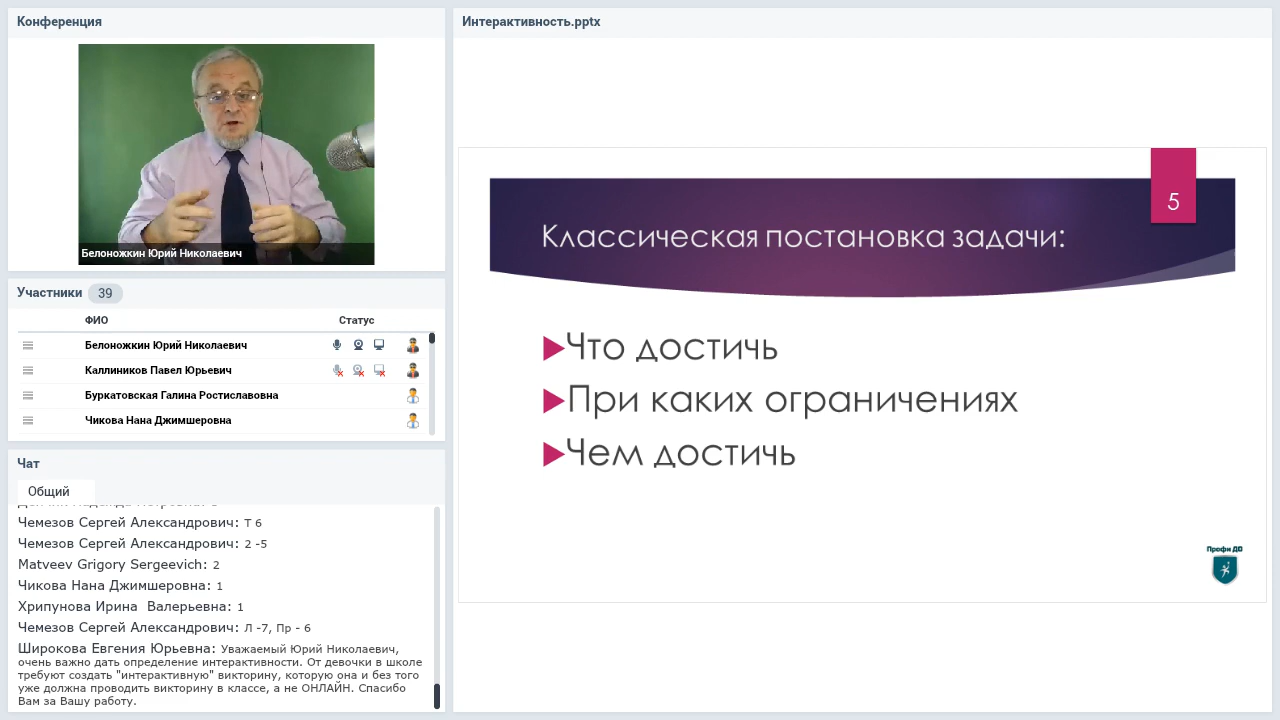 Конференция
Белоножкин Юрий Николаевич
Участники 39
ФИО Статус
Белоножкин Юрий Николаевич
Каллиников Павел Юрьевич
Буркатовская Галина Ростиславовна
Чикова Нана Джимшеровна
Чат
Общий
Чемезов Сергей Александрович: Т 6
Чемезов Сергей Александрович: 2 -5
Matveev Grigory Sergeevich: 2
Чикова Нана Джимшеровна: 1
Хрипунова Ирина  Валерьевна: 1
Чемезов Сергей Александрович: Л -7, Пр - 6
Широкова Евгения Юрьевна: Уважаемый Юрий Николаевич,
очень важно дать определение интерактивности. От девочки в школе
требуют создать "интерактивную" викторину, которую она и без того
уже должна проводить викторину в классе, а не ОНЛАЙН. Спасибо
Вам за Вашу работу.
Интерактивность.pptx
5
Классическая постановка задачи:
Что достичь
При каких ограничениях
Чем достичь
Профи ДО